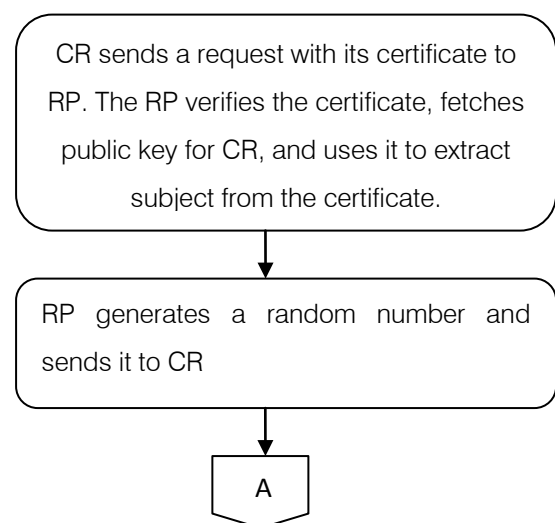 CR sends a request with its certificate to
RP. The RP verifies the certificate, fetches
public key for CR, and uses it to extract
subject from the certificate.
RP generates a random number and
sends it to CR
A